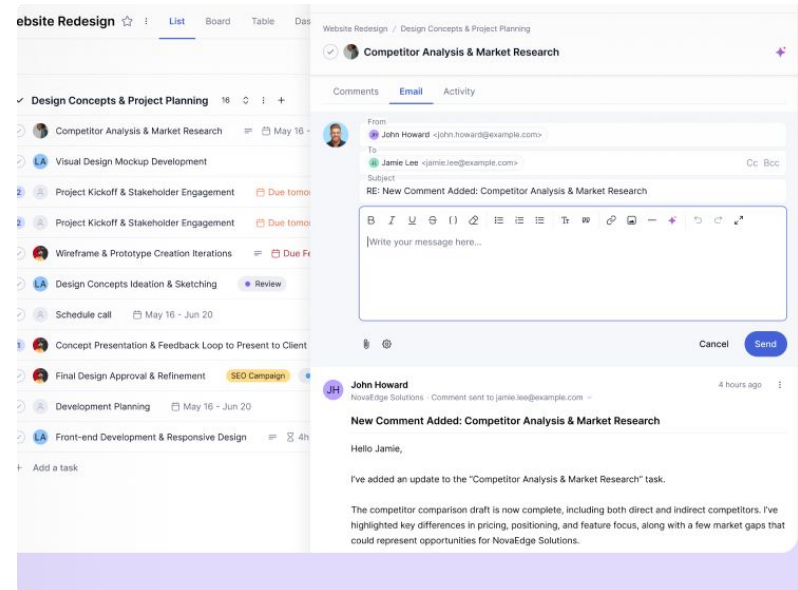 ebsite Redesign List Board Table Das
Design Concepts & Project Planning 16
Competitor Analysis & Market Research May 16 -
LA Visual Design Mockup Development
2 Project Kickoff & Stakeholder Engagement Due tomo
2 Project Kickoff & Stakeholder Engagement Due tomo
Wireframe & Prototype Creation Iterations Due Fe
LA Design Concepts Ideation & Sketching Review
Schedule call May 16 - Jun 20
1 Concept Presentation & Feedback Loop to Present to Client
Final Design Approval & Refinement SEO Campaign
Development Planning May 16 - Jun 20
LA Front-end Development & Responsive Design 4h
+ Add a task
Website Redesign / Design Concepts & Project Planning
Competitor Analysis & Market Research
Comments Email Activity
From
JH John Howard <john.howard@example.com>
To
Jamie Lee <jamie.lee@example.com> Cc Bcc
Subject
RE: New Comment Added: Competitor Analysis & Market Research
B I U S {} Tt
Write your message here...
Cancel Send
JH John Howard 4 hours ago
NovaEdge Solutions · Comment sent to jamie.lee@example.com
New Comment Added: Competitor Analysis & Market Research
Hello Jamie,
I've added an update to the "Competitor Analysis & Market Research" task.
The competitor comparison draft is now complete, including both direct and indirect competitors. I've
highlighted key differences in pricing, positioning, and feature focus, along with a few market gaps that
could represent opportunities for NovaEdge Solutions.